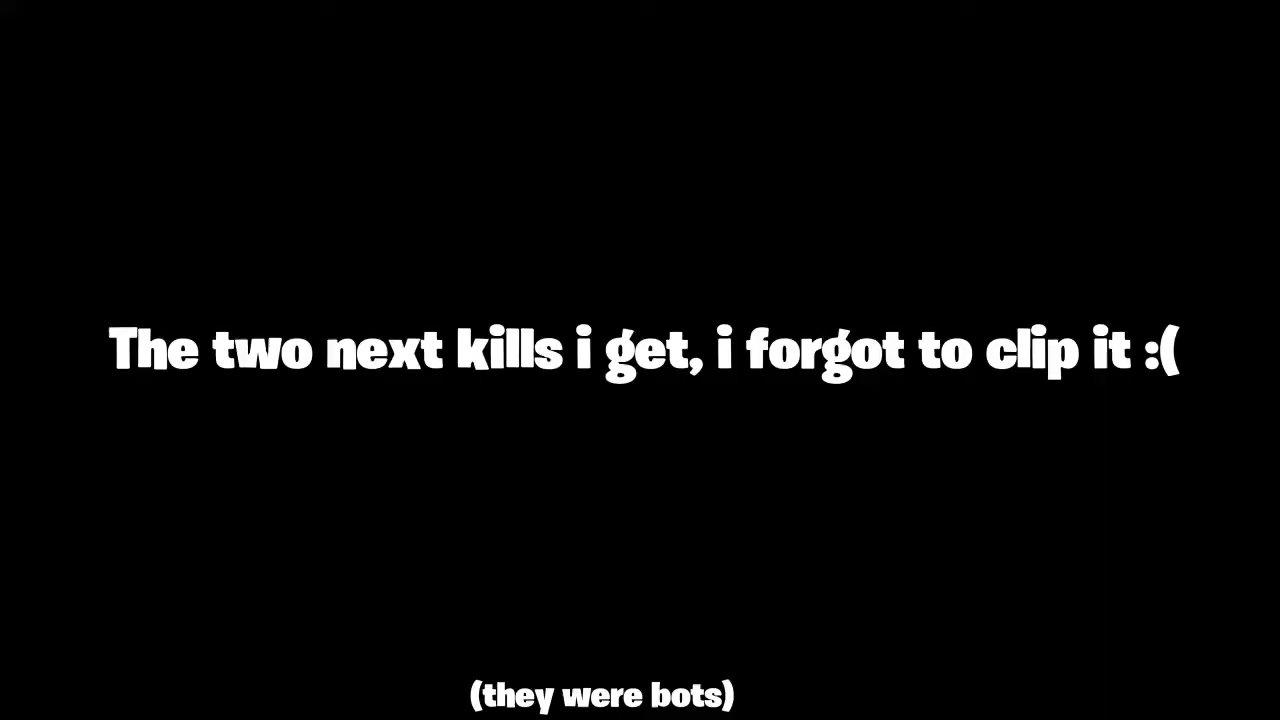 The two next kills i get, i forgot to clip it :(
(they were bots)